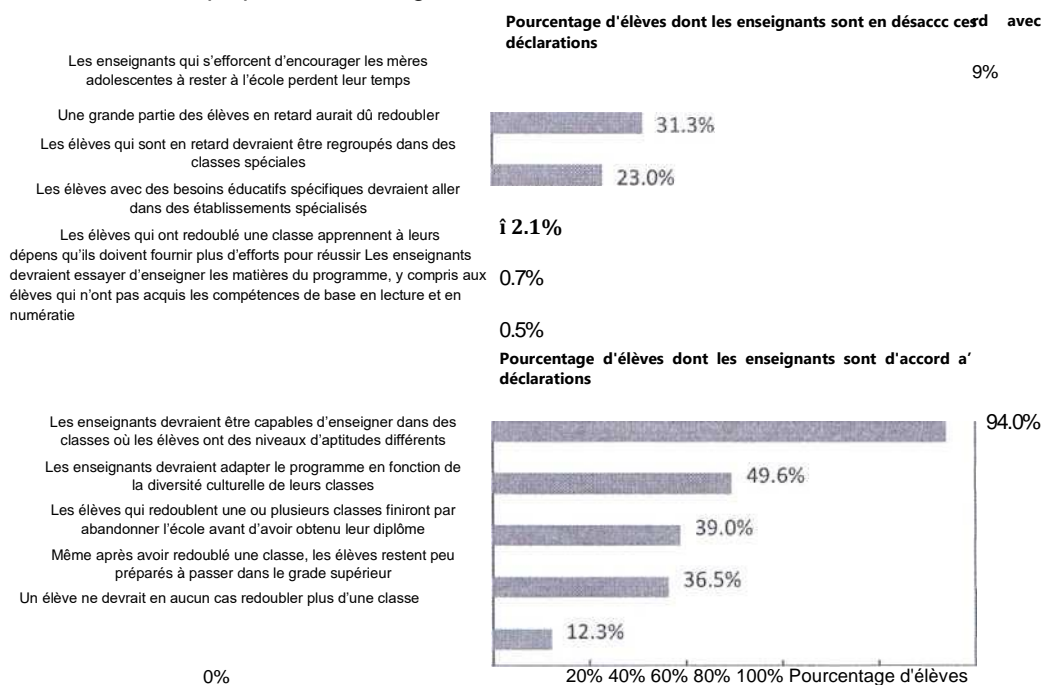 Pourcentage d'élèves dont les enseignants sont en désaccc cesrd avec
déclarations
Les enseignants qui s’efforcent d’encourager les mères
adolescentes à rester à l’école perdent leur temps
9%
Une grande partie des élèves en retard aurait dû redoubler
31.3%
Les élèves qui sont en retard devraient être regroupés dans des
classes spéciales
23.0%
Les élèves avec des besoins éducatifs spécifiques devraient aller
dans des établissements spécialisés
î 2.1%
Les élèves qui ont redoublé une classe apprennent à leurs
dépens qu’ils doivent fournir plus d’efforts pour réussir Les enseignants
devraient essayer d’enseigner les matières du programme, y compris aux
élèves qui n’ont pas acquis les compétences de base en lecture et en
numératie
0.7%
0.5%
Pourcentage d'élèves dont les enseignants sont d'accord a’
déclarations
Les enseignants devraient être capables d’enseigner dans des
classes où les élèves ont des niveaux d’aptitudes différents
94.0%
Les enseignants devraient adapter le programme en fonction de
la diversité culturelle de leurs classes
49.6%
Les élèves qui redoublent une ou plusieurs classes finiront par
abandonner l’école avant d’avoir obtenu leur diplôme
39.0%
Même après avoir redoublé une classe, les élèves restent peu
préparés à passer dans le grade supérieur
36.5%
Un élève ne devrait en aucun cas redoubler plus d’une classe
12.3%
0%
20% 40% 60% 80% 100% Pourcentage d'élèves